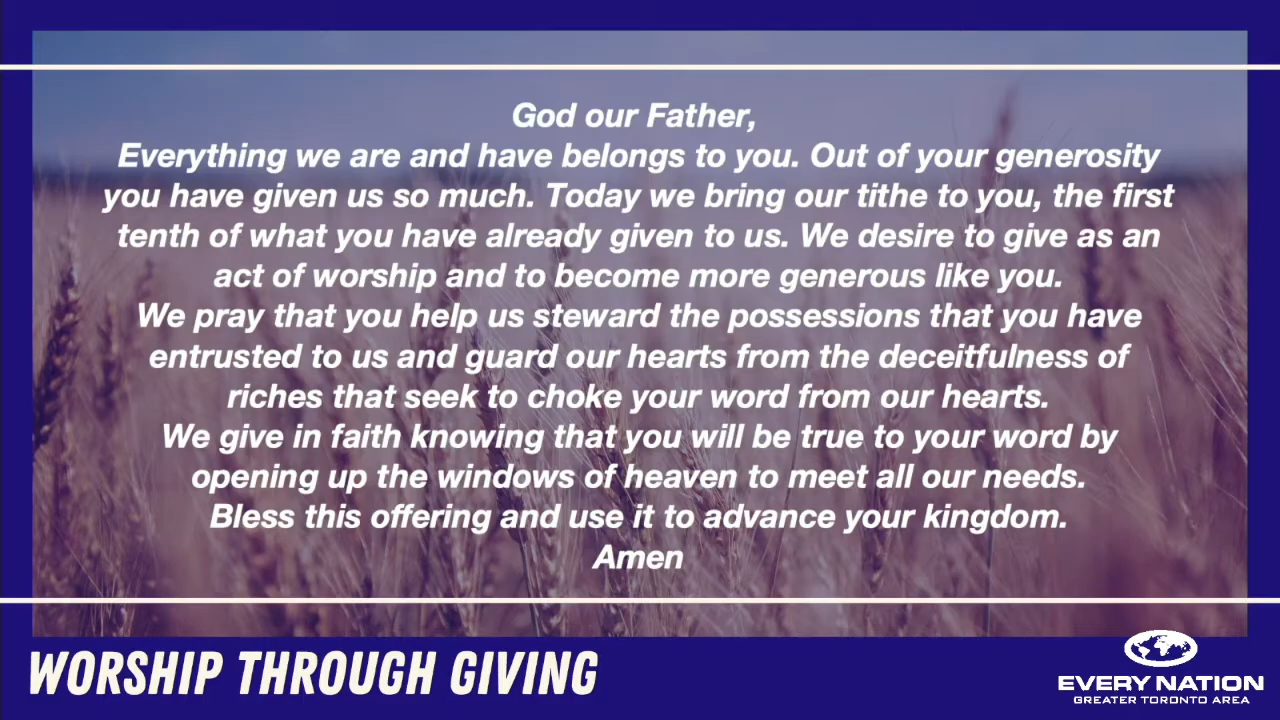 God our Father,
Everything we are and have belongs to you. Out of your generosity
you have given us so much. Today we bring our tithe to you, the first
tenth of what you have already given to us. We desire to give as an
act of worship and to become more generous like you.
We pray that you help us steward the possessions that you have
entrusted to us and guard our hearts from the deceitfulness of
riches that seek to choke your word from our hearts.
We give in faith knowing that you will be true to your word by
opening up the windows of heaven to meet all our needs.
Bless this offering and use it to advance your kingdom.
Amen
WORSHIP THROUGH GIVING
EVERY NATION
GREATER TORONTO AREA